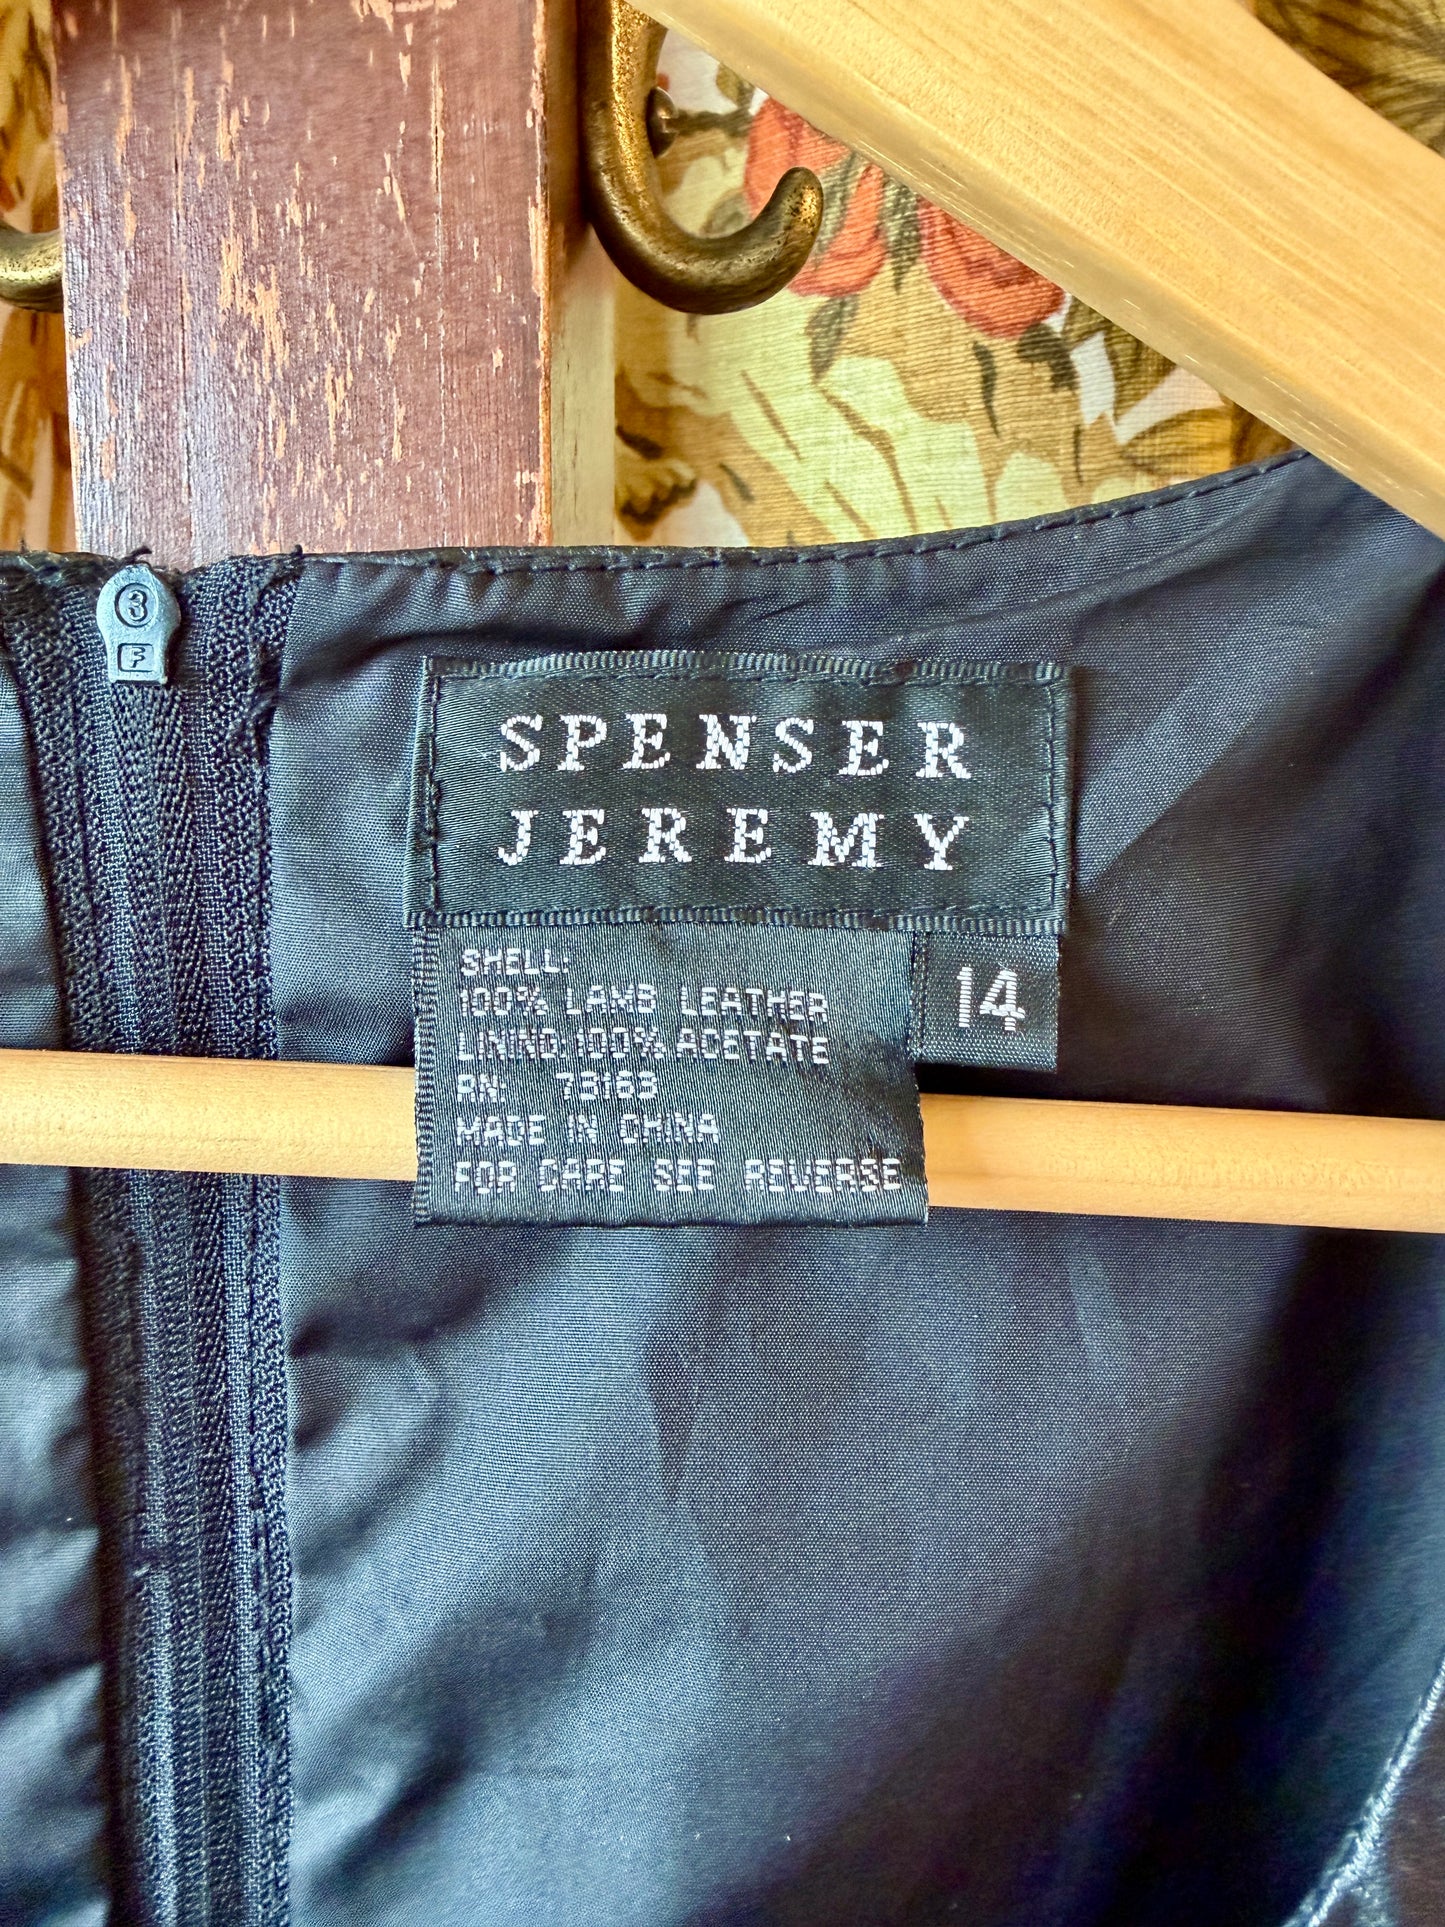 3
F
SPENSER
JEREMY
SHELL:
100% LAMB LEATHER
LINING: 100% ACETATE
RN: 73163
MADE IN CHINA
FOR CARE SEE REVERSE
14